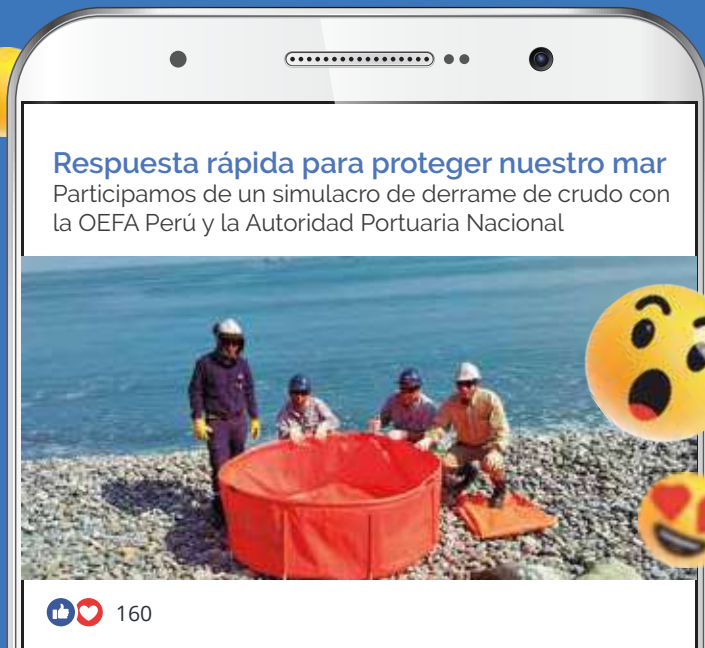 Respuesta rápida para proteger nuestro mar
Participamos de un simulacro de derrame de crudo con
la OEFA Perú y la Autoridad Portuaria Nacional
160